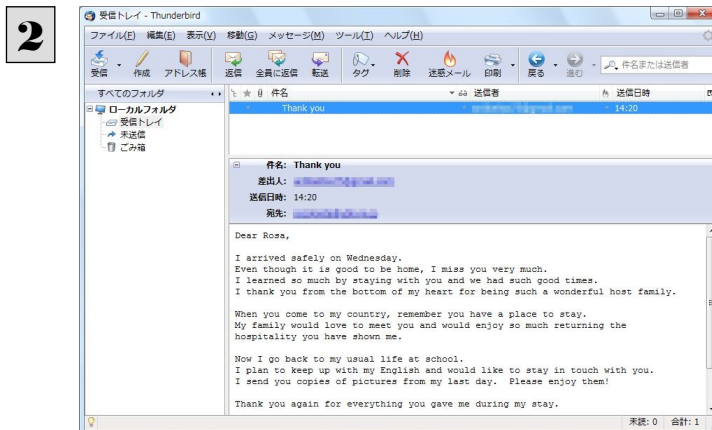 2
受信トレイ - Thunderbird
ファイル(F) 編集(E) 表示(V) 移動(G) メッセージ(M) ツール(T) ヘルプ(H)
受信 作成 アドレス帳 返信 全員に返信 転送 タグ 削除 迷惑メール 印刷 戻る 進む 件名または送信者
すべてのフォルダ
件名 送信者 送信日時
ローカルフォルダ
受信トレイ
未送信
ごみ箱
Thank you 14:20
件名: Thank you
差出人:
送信日時: 14:20
宛先:
Dear Rosa,
I arrived safely on Wednesday.
Even though it is good to be home, I miss you very much.
I learned so much by staying with you and we had such good times.
I thank you from the bottom of my heart for being such a wonderful host family.
When you come to my country, remember you have a place to stay.
My family would love to meet you and would enjoy so much returning the
hospitality you have shown me.
Now I go back to my usual life at school.
I plan to keep up with my English and would like to stay in touch with you.
I send you copies of pictures from my last day. Please enjoy them!
Thank you again for everything you gave me during my stay.
未読: 0 合計: 1